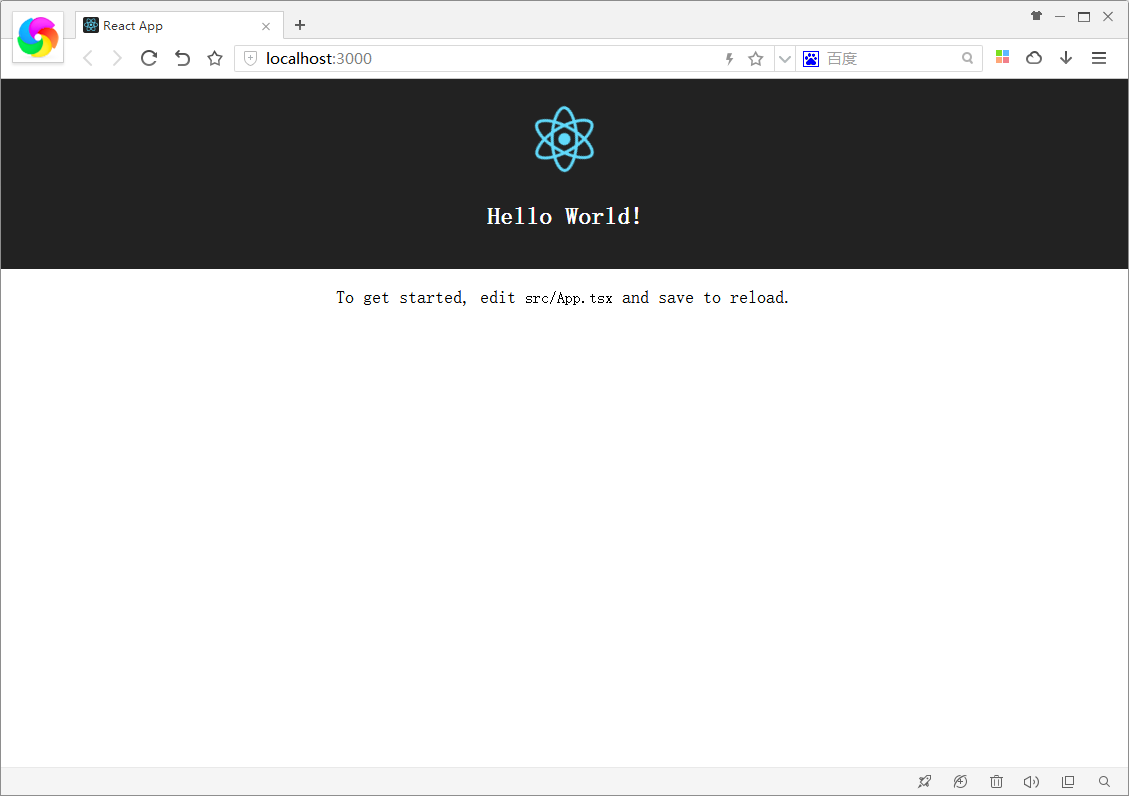 React App
localhost:3000
百度
Hello World!
To get started, edit src/App.tsx and save to reload.